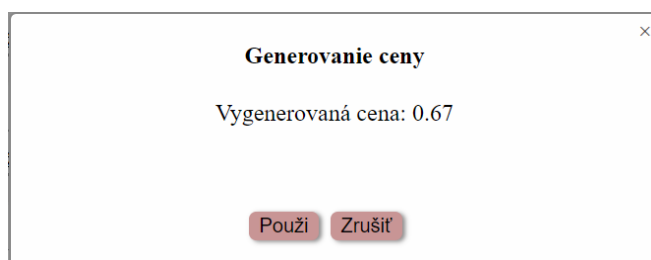 ×
Generovanie ceny
Vygenerovaná cena: 0.67
Použi Zrušiť